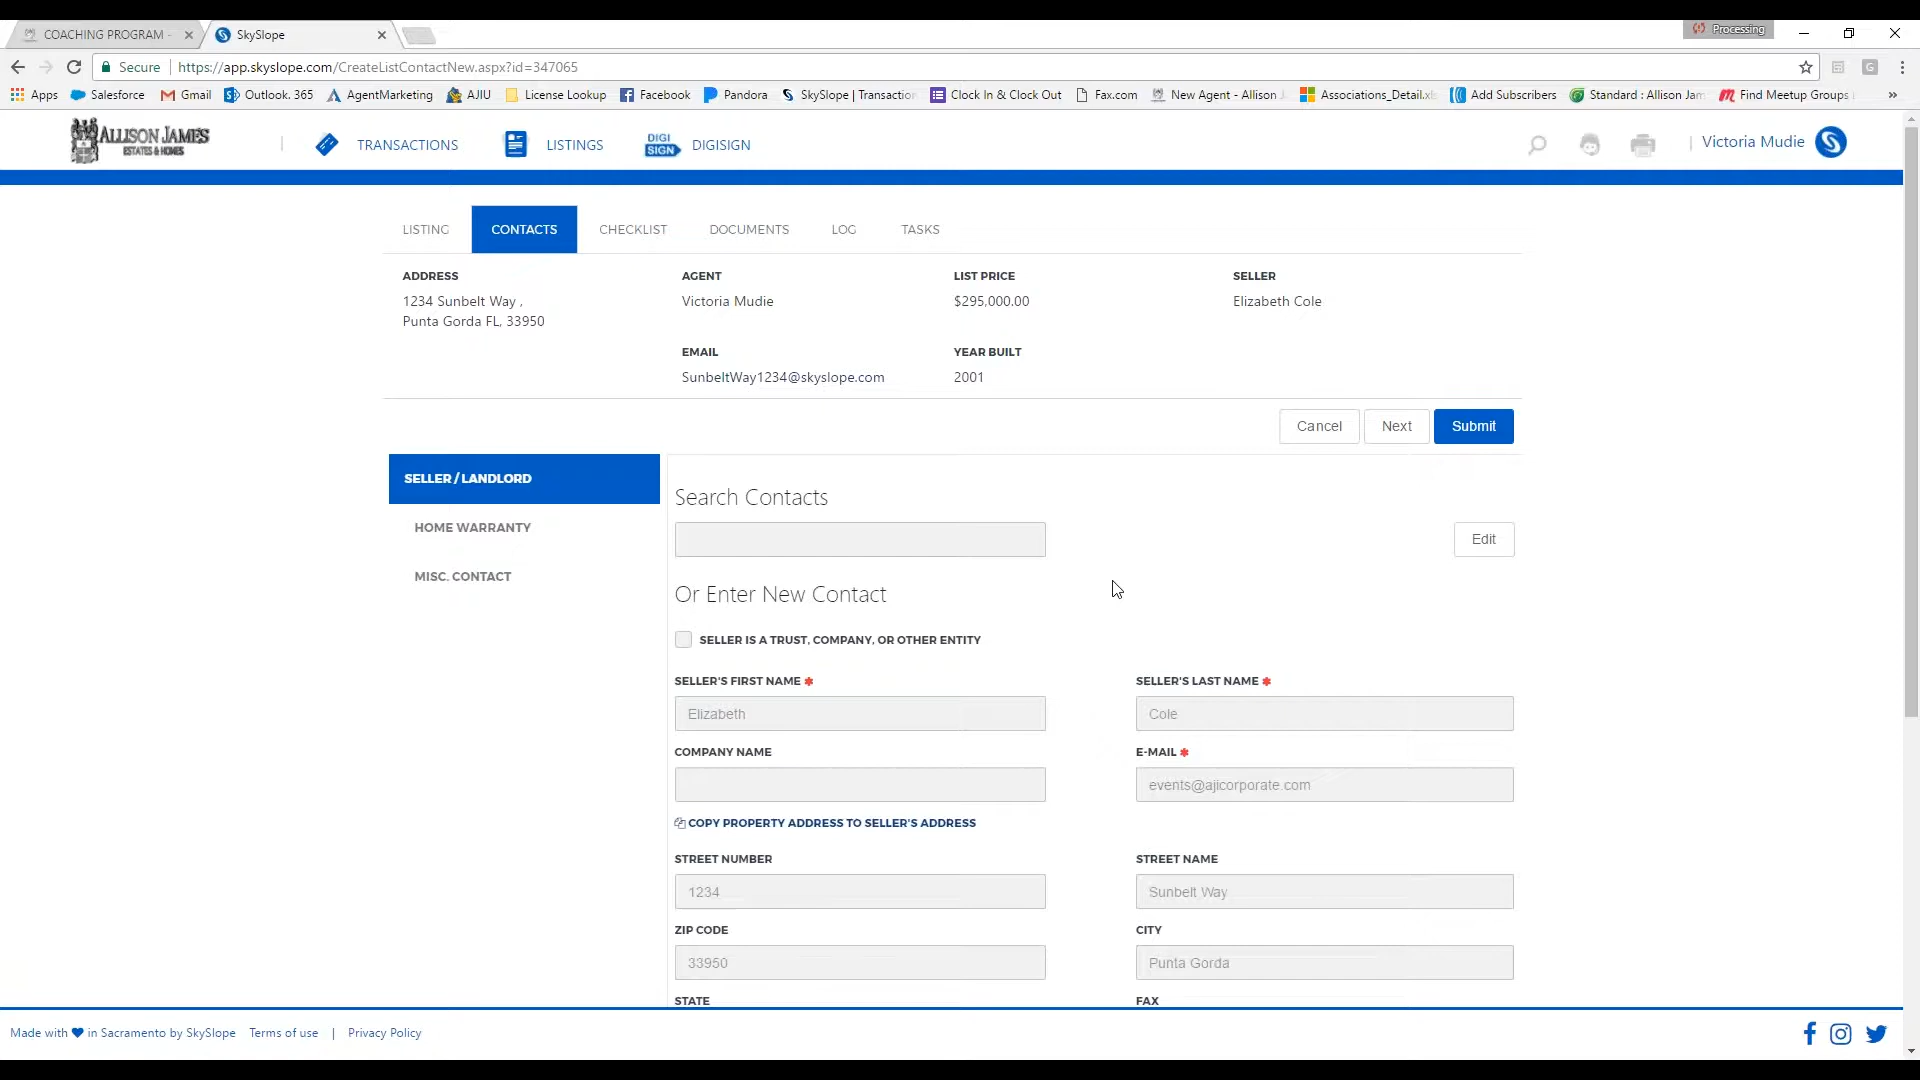 COACHING PROGRAM -
SkySlope
Processing
Secure
https://app.skyslope.com/CreateListContactNew.aspx?id=347065
Apps
Salesforce
Gmail
Outlook. 365
AgentMarketing
AJIU
License Lookup
Facebook
Pandora
SkySlope | Transaction
Clock In & Clock Out
Fax.com
New Agent - Allison J
Associations_Detail.xls
Add Subscribers
Standard : Allison Jam
Find Meetup Groups
»
ALLISON JAMES
ESTATES & HOMES
TRANSACTIONS
LISTINGS
DIGI
SIGN
DIGISIGN
Victoria Mudie
LISTING CONTACTS CHECKLIST DOCUMENTS LOG TASKS
ADDRESS
1234 Sunbelt Way ,
Punta Gorda FL, 33950
AGENT
Victoria Mudie
LIST PRICE
$295,000.00
SELLER
Elizabeth Cole
EMAIL
SunbeltWay1234@skyslope.com
YEAR BUILT
2001
Cancel Next Submit
SELLER / LANDLORD
HOME WARRANTY
MISC. CONTACT
Search Contacts
Edit
Or Enter New Contact
SELLER IS A TRUST, COMPANY, OR OTHER ENTITY
SELLER'S FIRST NAME *
Elizabeth
SELLER'S LAST NAME *
Cole
COMPANY NAME
E-MAIL *
events@ajicorporate.com
COPY PROPERTY ADDRESS TO SELLER'S ADDRESS
STREET NUMBER
1234
STREET NAME
Sunbelt Way
ZIP CODE
33950
CITY
Punta Gorda
STATE
FAX
Made with ♥ in Sacramento by SkySlope Terms of use | Privacy Policy